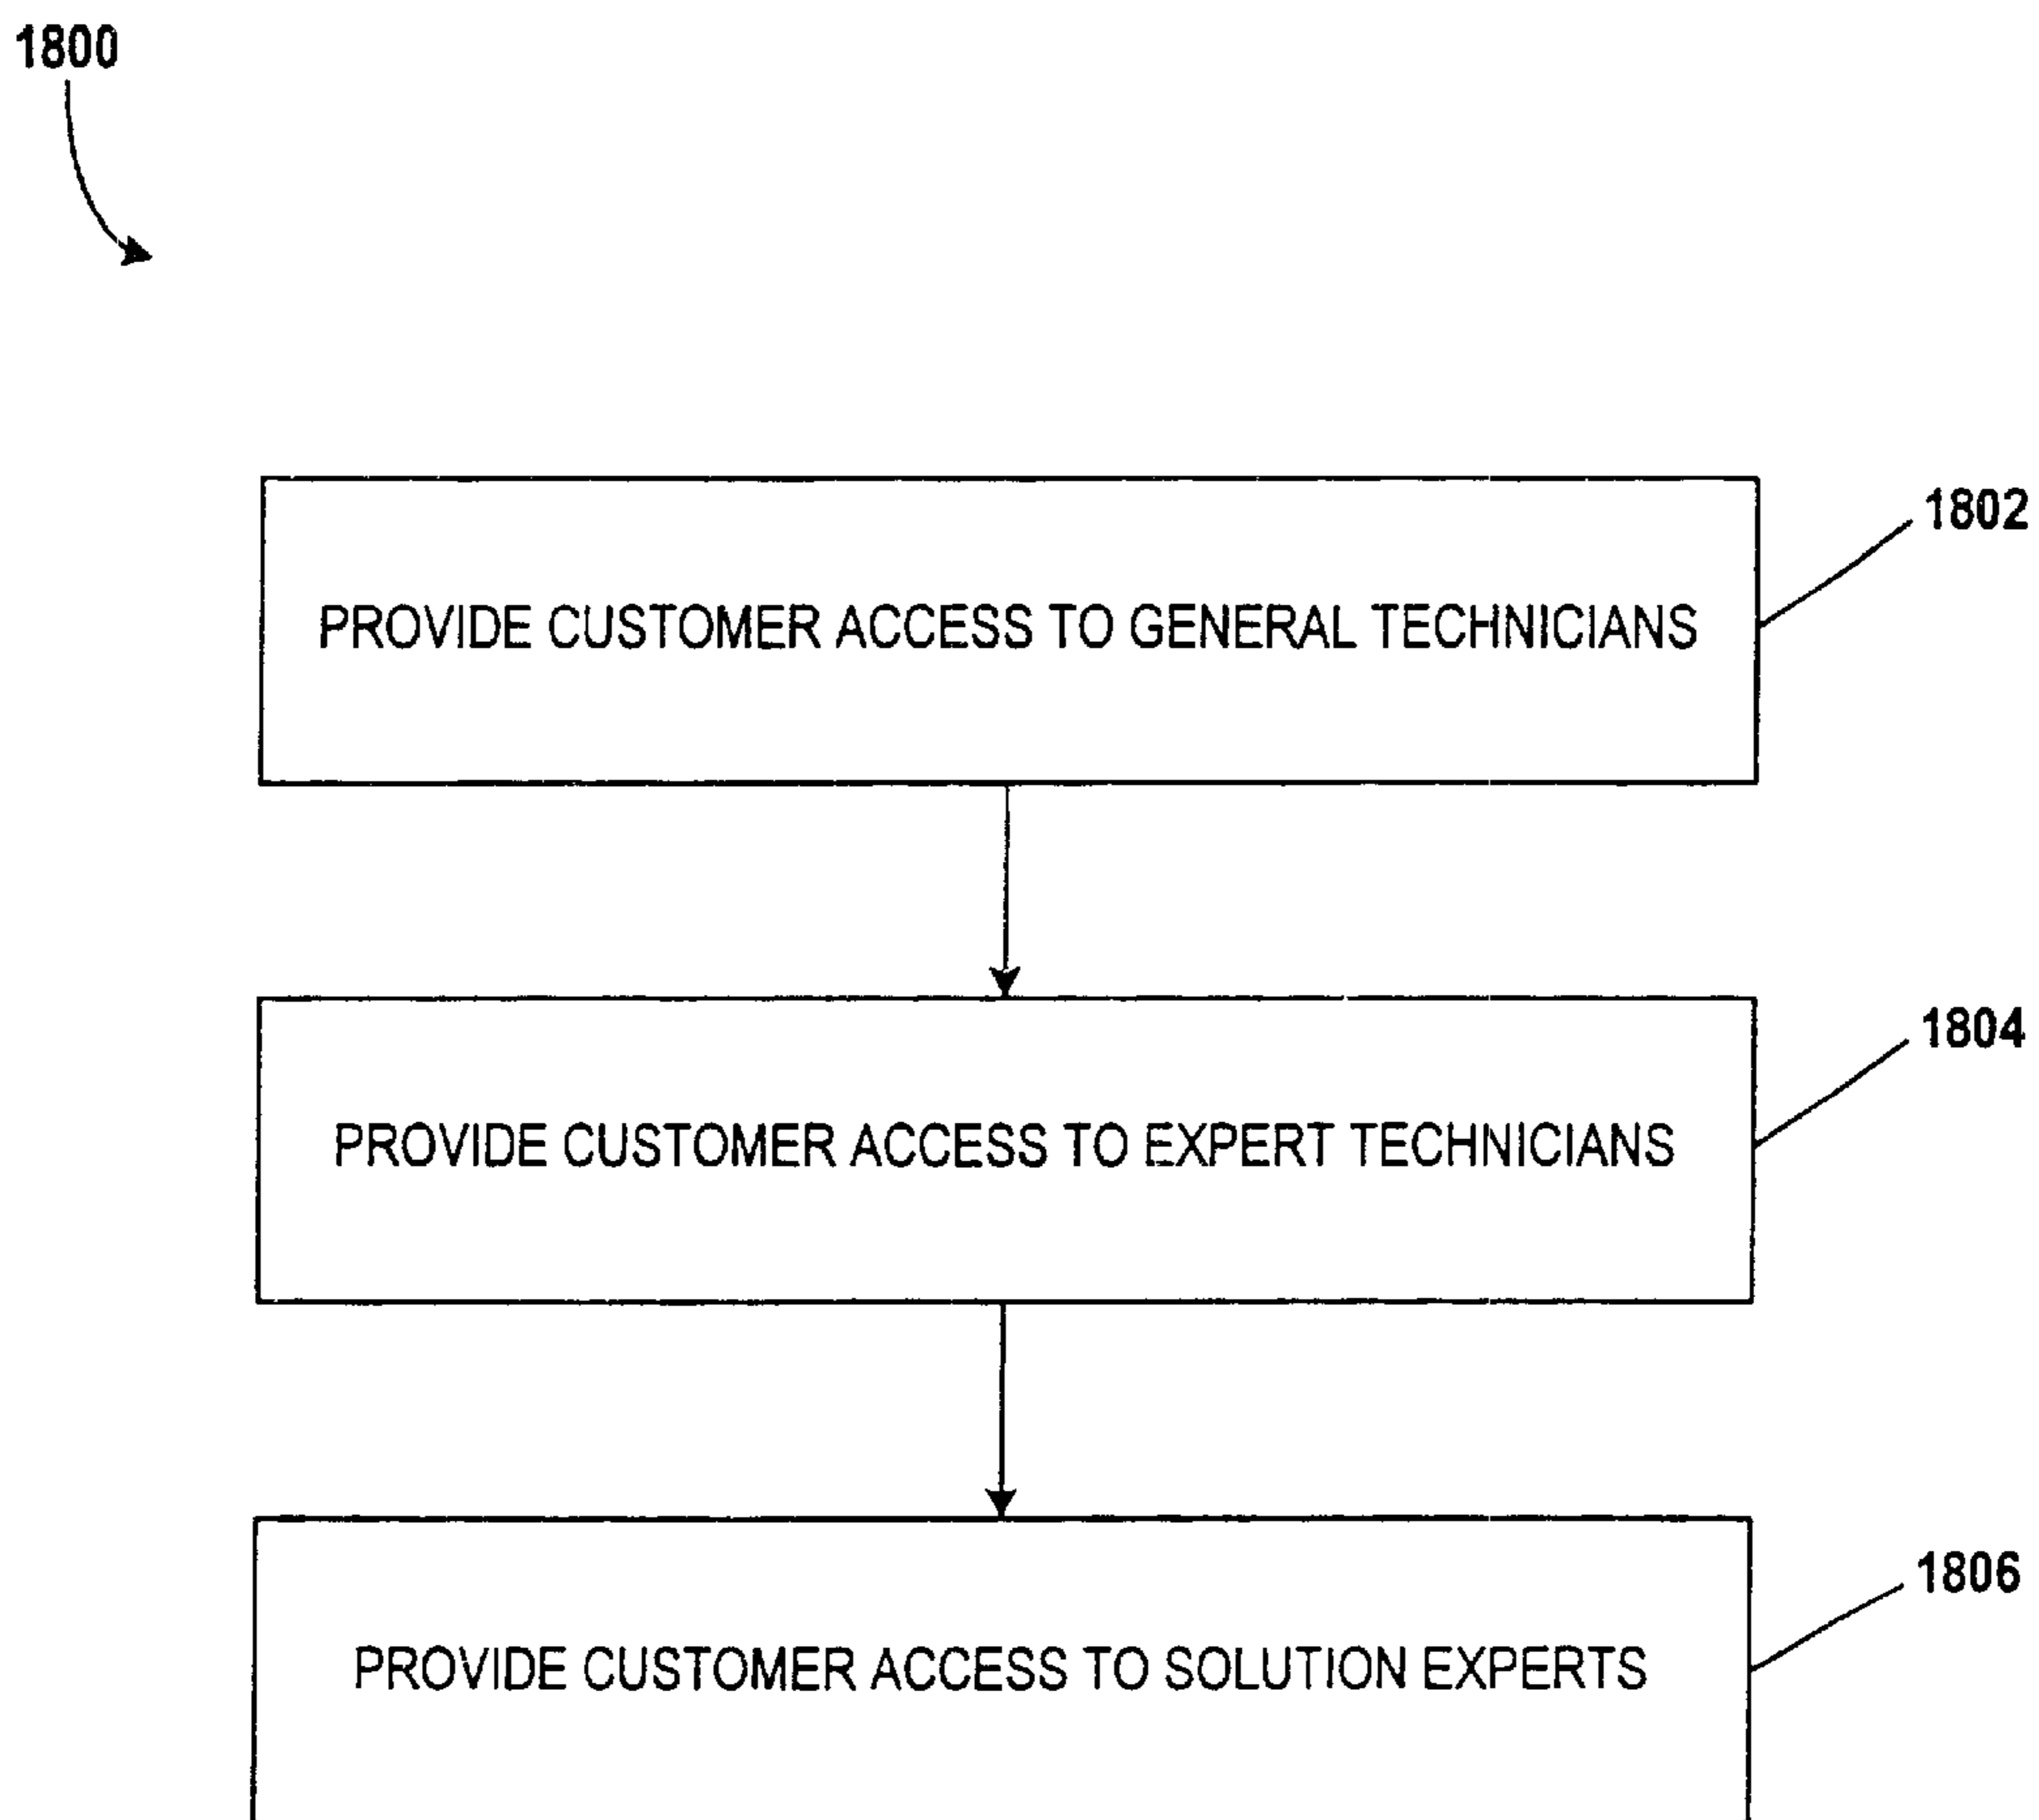 1800
1802
PROVIDE CUSTOMER ACCESS TO GENERAL TECHNICIANS
1804
PROVIDE CUSTOMER ACCESS TO EXPERT TECHNICIANS
1806
PROVIDE CUSTOMER ACCESS TO SOLUTION EXPERTS